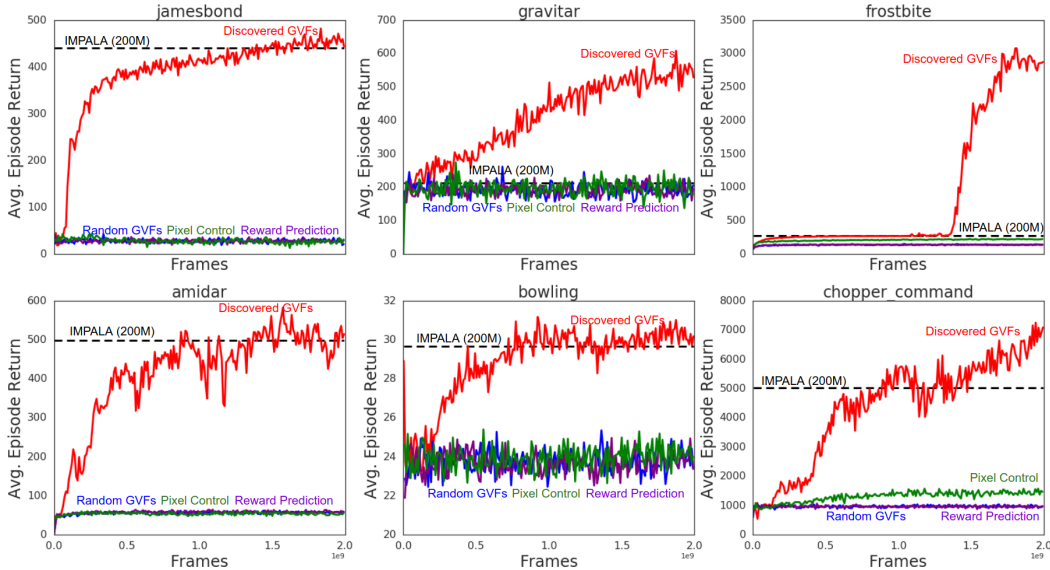 jamesbond
Avg. Episode Return
500
400
300
200
100
0
IMPALA (200M)
Discovered GVFs
Random GVFs Pixel Control Reward Prediction
Frames
gravitar
Avg. Episode Return
700
600
500
400
300
200
100
0
Discovered GVFs
IMPALA (200M)
Random GVFs Pixel Control Reward Prediction
Frames
frostbite
Avg. Episode Return
3500
3000
2500
2000
1500
1000
500
0
Discovered GVFs
IMPALA (200M)
Frames
amidar
Avg. Episode Return
600
500
400
300
200
100
0
Discovered GVFs
IMPALA (200M)
Random GVFs Pixel Control Reward Prediction
0.0 0.5 1.0 1.5 2.0
1e9
Frames
bowling
Avg. Episode Return
32
30
28
26
24
22
20
Discovered GVFs
IMPALA (200M)
Random GVFs Pixel Control Reward Prediction
0.0 0.5 1.0 1.5 2.0
1e9
Frames
chopper_command
Avg. Episode Return
8000
7000
6000
5000
4000
3000
2000
1000
0
Discovered GVFs
IMPALA (200M)
Pixel Control
Random GVFs Reward Prediction
0.0 0.5 1.0 1.5 2.0
1e9
Frames